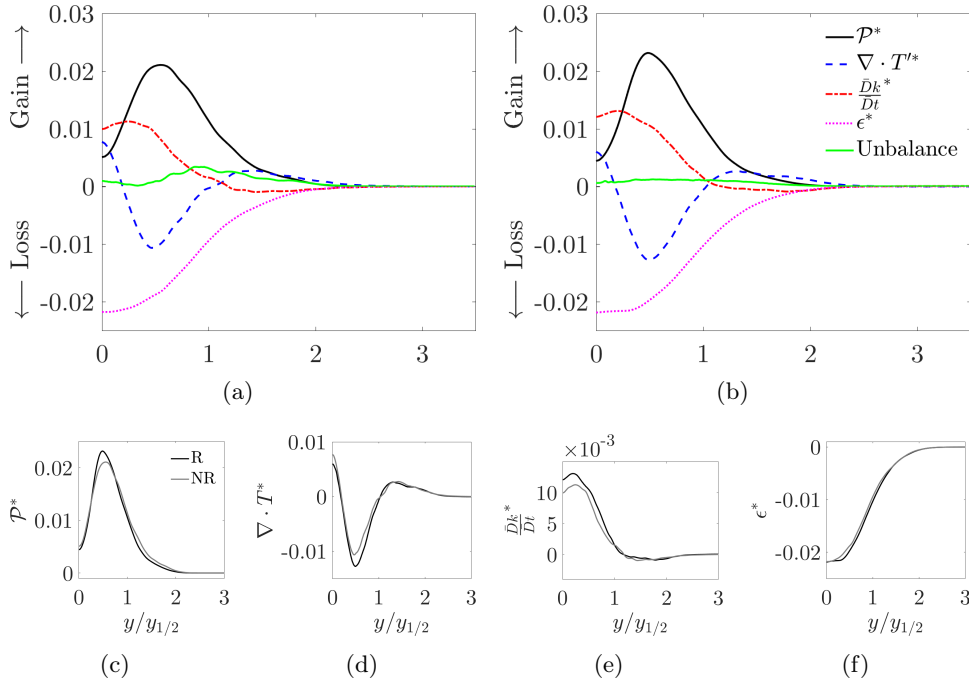 0.03
0.02
0.01
0
-0.01
-0.02
Gain →
← Loss
0 1 2 3
(a)
0.03
0.02
0.01
0
-0.01
-0.02
Gain →
← Loss
0 1 2 3
𝒫*
∇ · T′*
D̄k/D̄t *
ϵ*
Unbalance
(b)
0.02
0.01
0
𝒫*
R
NR
0 1 2 3
y/y1/2
(c)
0.01
0
-0.01
∇ · T*
0 1 2 3
y/y1/2
(d)
×10-3
10
5
0
D̄k/D̄t *
0 1 2 3
y/y1/2
(e)
0
-0.01
-0.02
ϵ*
0 1 2 3
y/y1/2
(f)